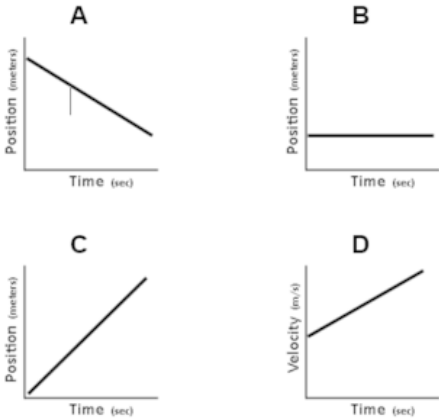 A
Position (meters)
Time (sec)
B
Position (meters)
Time (sec)
C
Position (meters)
Time (sec)
D
Velocity (m/s)
Time (sec)